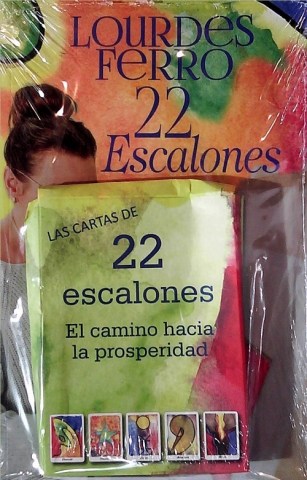 LOURDES
FERRO
22
Escalones
LAS CARTAS DE
22
escalones
El camino hacia
la prosperidad